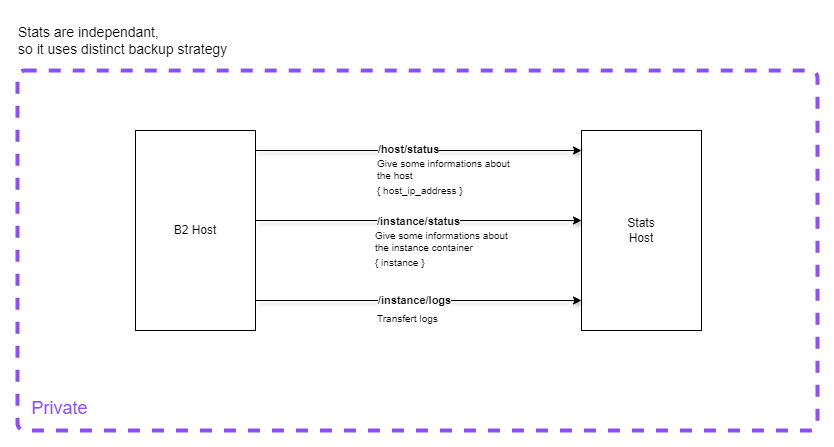 Stats are independant,
so it uses distinct backup strategy
/host/status
Give some informations about
the host
{ host_ip_address }
B2 Host
/instance/status
Give some informations about
the instance container
{ instance }
Stats
Host
/instance/logs
Transfert logs
Private